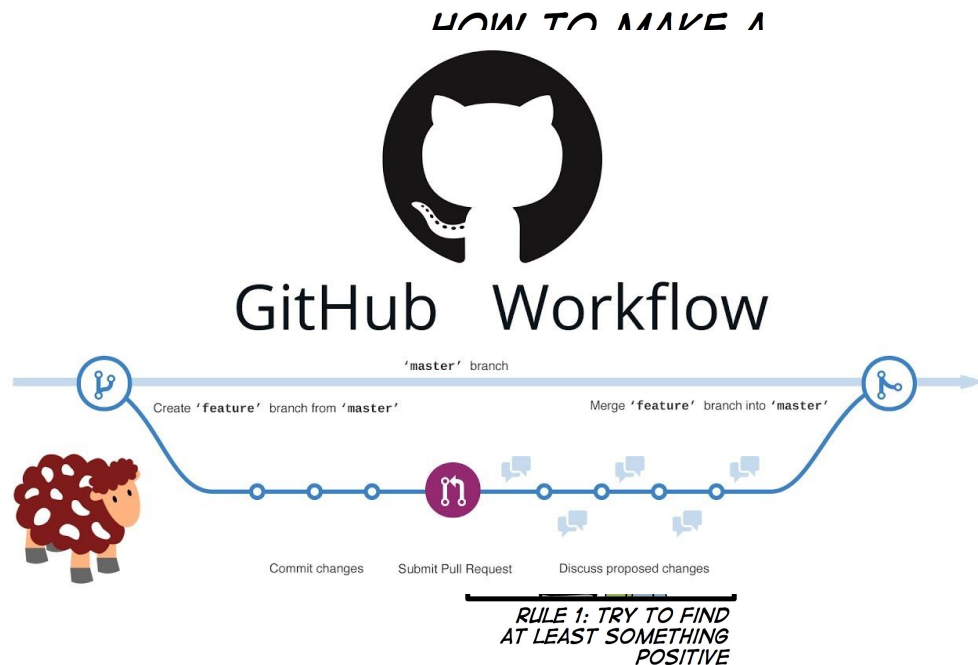 HOW TO MAKE A
GitHub Workflow
‘master’ branch
Create ‘feature’ branch from ‘master’
Merge ‘feature’ branch into ‘master’
Commit changes
Submit Pull Request
Discuss proposed changes
RULE 1: TRY TO FIND
AT LEAST SOMETHING
POSITIVE